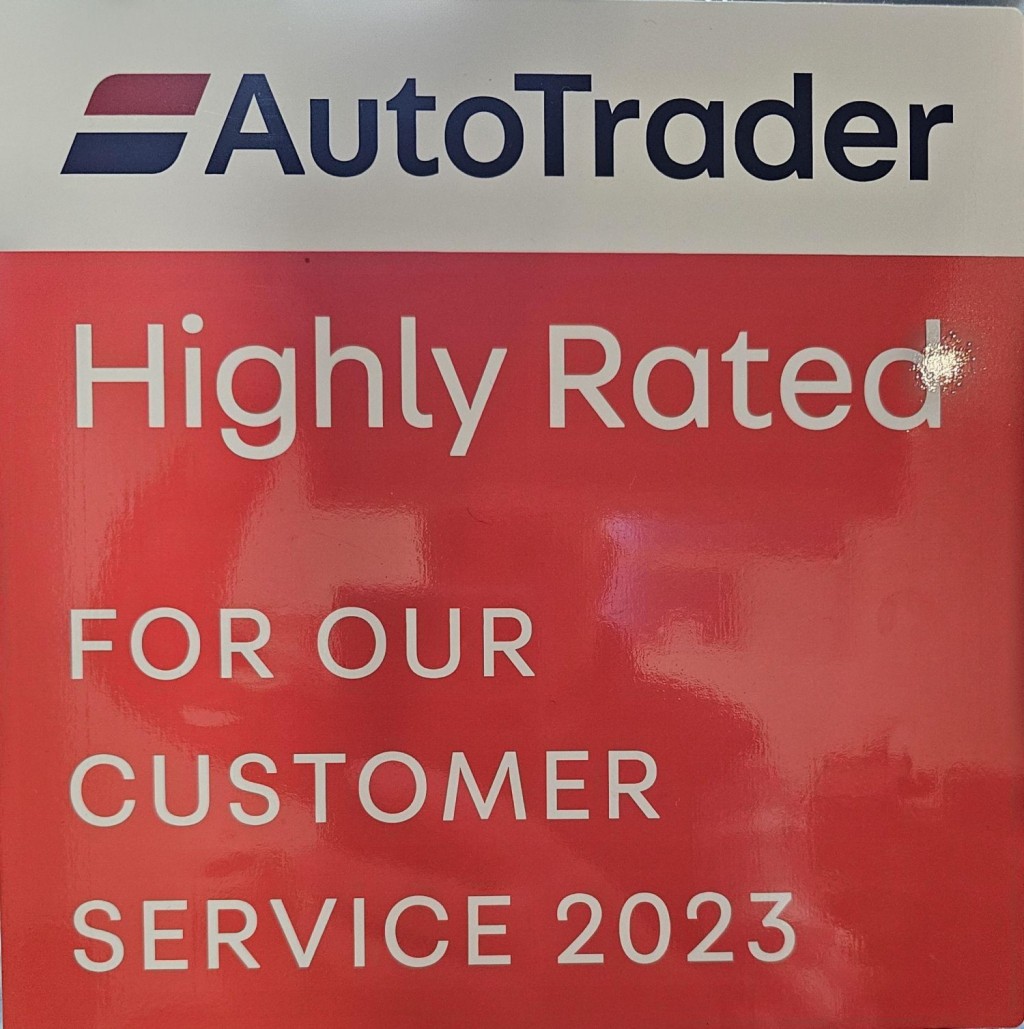 AutoTrader
Highly Rated
FOR OUR
CUSTOMER
SERVICE 2023